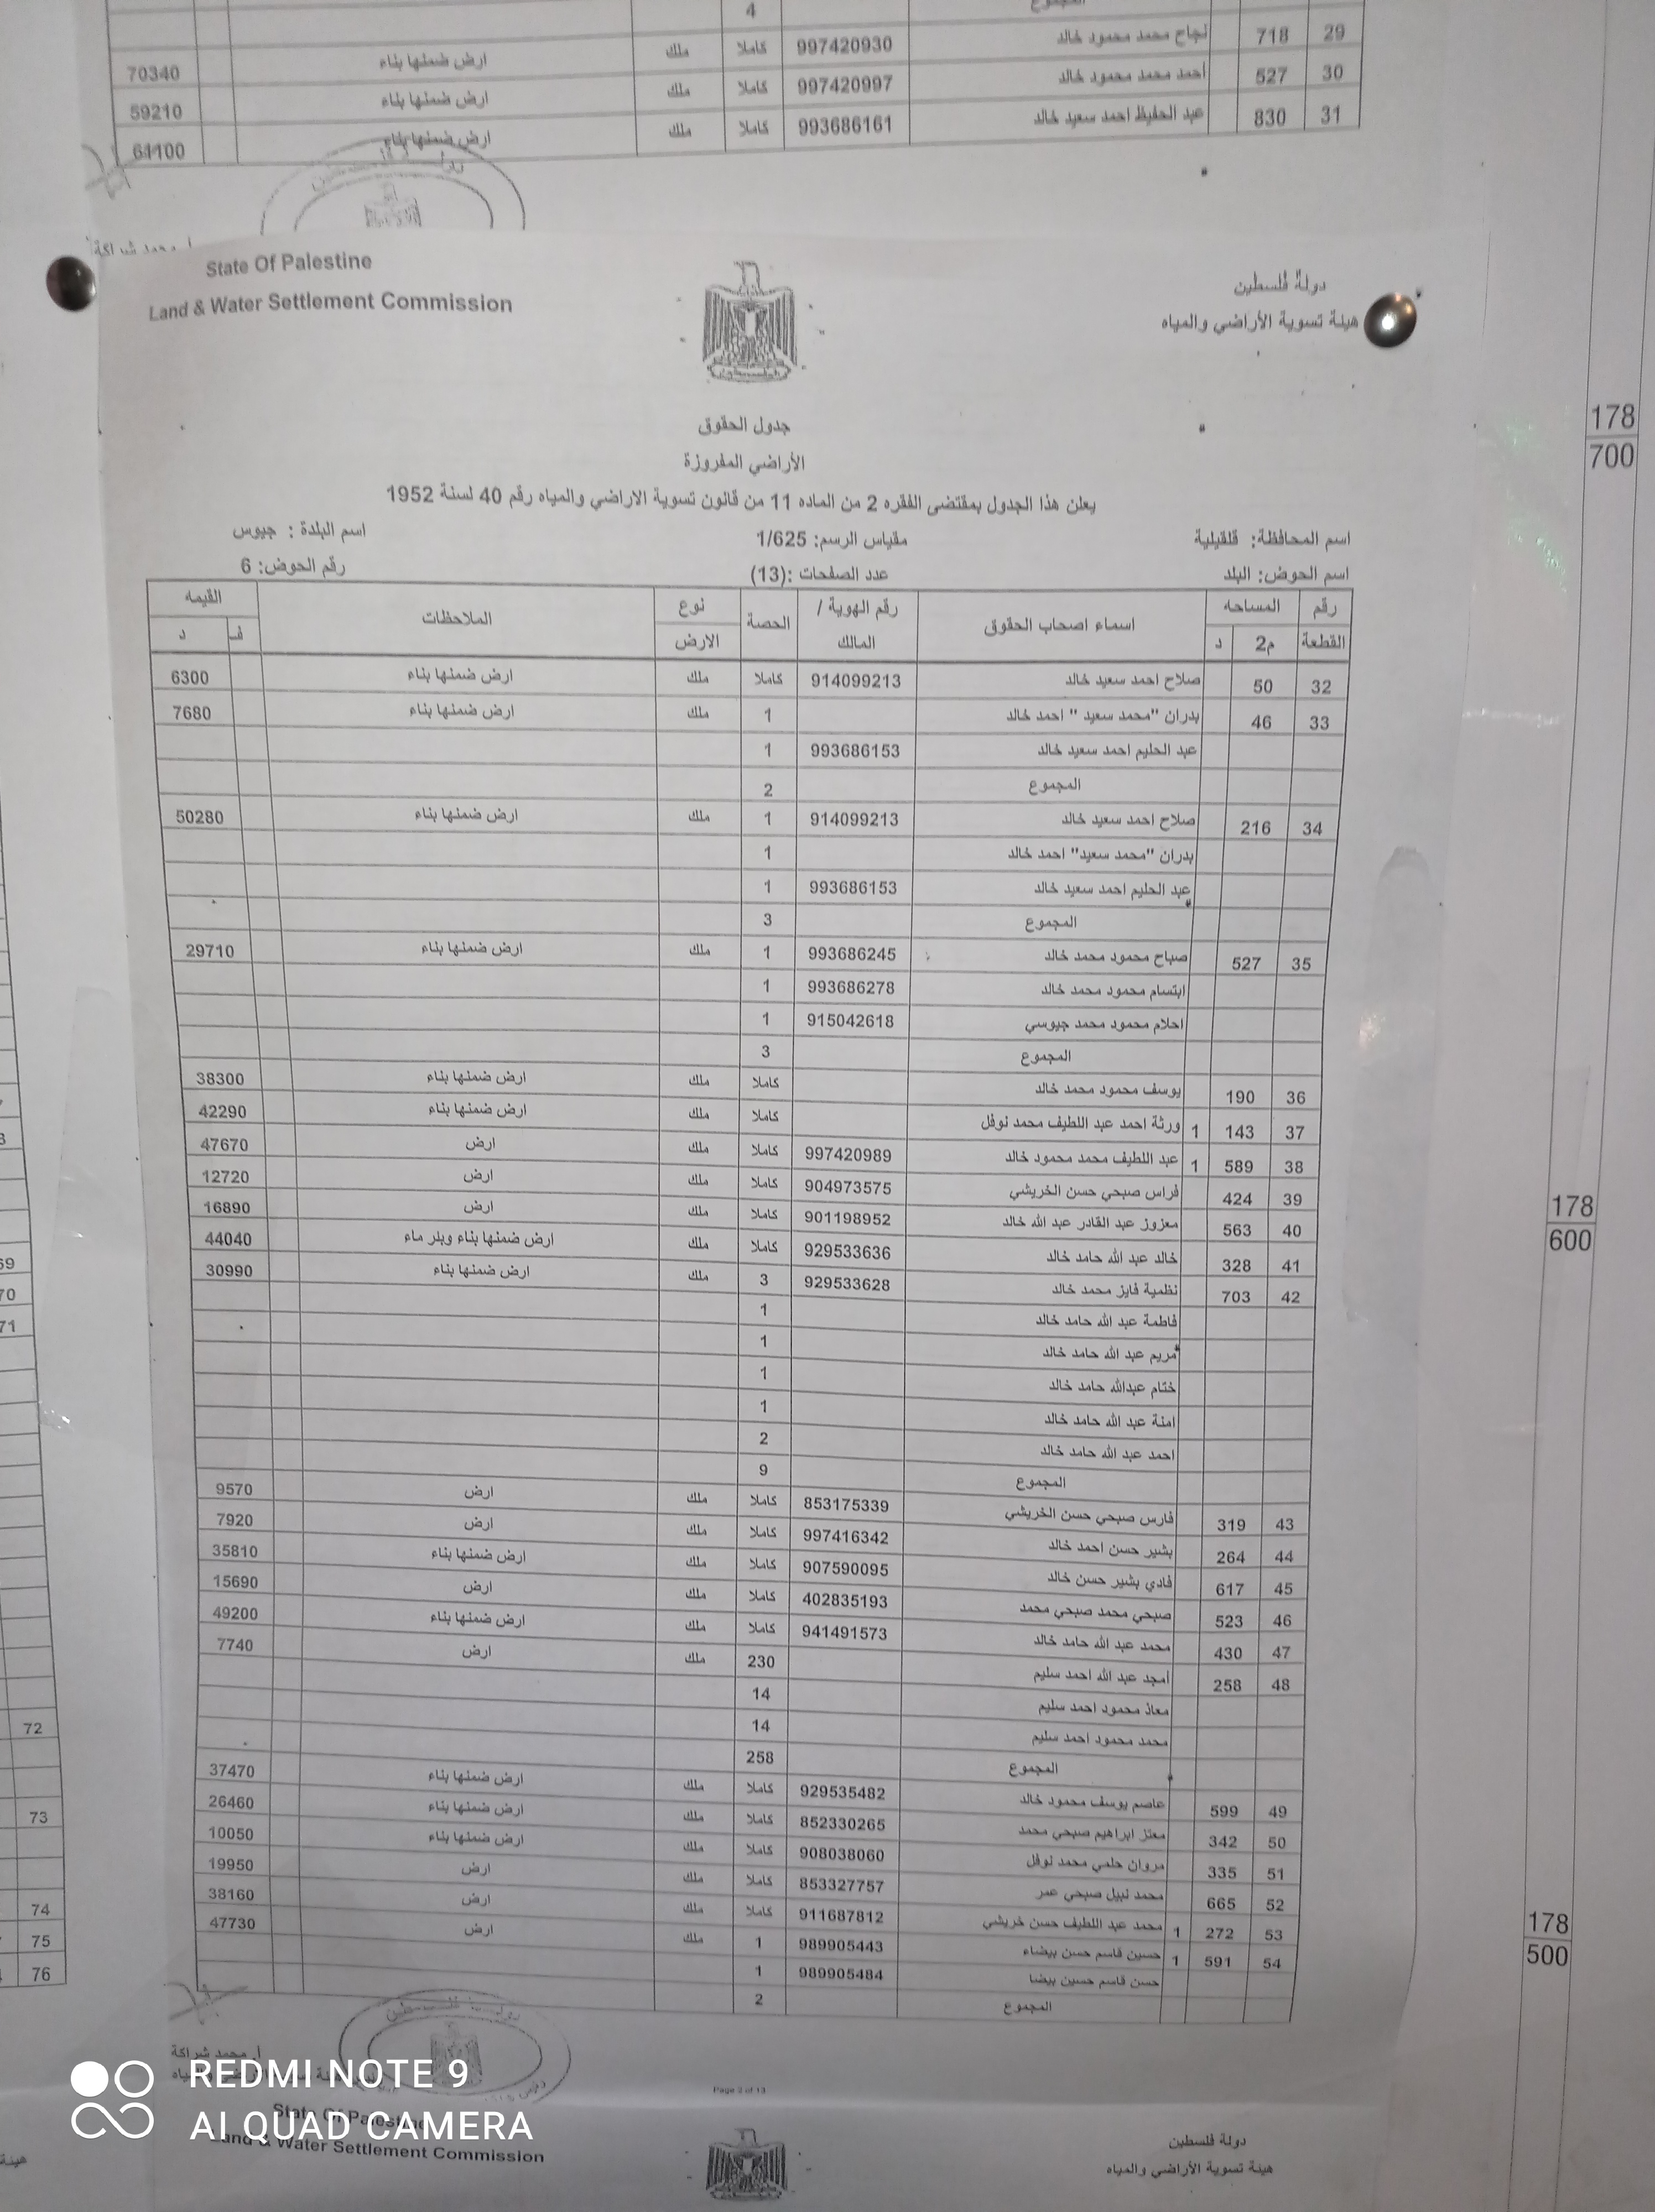 29 718 نجاح محمد محمود خالد 997420930 كاملا ملك ارض ضمنها بناء 70340
30 527 احمد محمد محمود خالد 997420997 كاملا ملك ارض ضمنها بناء 59210
31 830 عبد الحفيظ احمد سعيد خالد 993686161 كاملا ملك ارض ضمنها بناء 61100
أ. محمد شراكة
State Of Palestine
Land & Water Settlement Commission
دولة فلسطين
هيئة تسوية الأراضي والمياه
جدول الحقوق
الأراضي المفروزة
يعلن هذا الجدول بمقتضى الفقره 2 من الماده 11 من قانون تسوية الاراضي والمياه رقم 40 لسنة 1952
اسم المحافظة: قلقيلية مقياس الرسم: 1/625 اسم البلدة : جيوس
اسم الحوض: البلد عدد الصفحات :(13) رقم الحوض: 6
رقم القطعة المساحه م2 د اسماء اصحاب الحقوق رقم الهوية / المالك الحصة نوع الارض الملاحظات القيمه ف د
32 50 صلاح احمد سعيد خالد 914099213 كاملا ملك ارض ضمنها بناء 6300
33 46 بدران "محمد سعيد " احمد خالد 1 ملك ارض ضمنها بناء 7680
عبد الحليم احمد سعيد خالد 993686153 1
المجموع 2
34 216 صلاح احمد سعيد خالد 914099213 1 ملك ارض ضمنها بناء 50280
بدران "محمد سعيد" احمد خالد 1
عبد الحليم احمد سعيد خالد 993686153 1
المجموع 3
35 527 صباح محمود محمد خالد 993686245 1 ملك ارض ضمنها بناء 29710
ابتسام محمود محمد خالد 993686278 1
احلام محمود محمد جيوسي 915042618 1
المجموع 3
36 190 يوسف محمود محمد خالد كاملا ملك ارض ضمنها بناء 38300
37 143 1 ورثة احمد عبد اللطيف محمد نوفل كاملا ملك ارض ضمنها بناء 42290
38 589 1 عبد اللطيف محمد محمود خالد 997420989 كاملا ملك ارض 47670
39 424 فراس صبحي حسن الخريشي 904973575 كاملا ملك ارض 12720
40 563 معزوز عبد القادر عبد الله خالد 901198952 كاملا ملك ارض 16890
41 328 خالد عبد الله حامد خالد 929533636 كاملا ملك ارض ضمنها بناء وبئر ماء 44040
42 703 نظمية فايز محمد خالد 929533628 3 ملك ارض ضمنها بناء 30990
فاطمة عبد الله حامد خالد 1
مريم عبد الله حامد خالد 1
ختام عبدالله حامد خالد 1
امنة عبد الله حامد خالد 1
احمد عبد الله حامد خالد 2
المجموع 9
43 319 فارس صبحي حسن الخريشي 853175339 كاملا ملك ارض 9570
44 264 بشير حسن احمد خالد 997416342 كاملا ملك ارض 7920
45 617 فادي بشير حسن خالد 907590095 كاملا ملك ارض ضمنها بناء 35810
46 523 صبحي محمد صبحي محمد 402835193 كاملا ملك ارض 15690
47 430 محمد عبد الله حامد خالد 941491573 كاملا ملك ارض ضمنها بناء 49200
48 258 امجد عبد الله احمد سليم 230 ملك ارض 7740
معاذ محمود احمد سليم 14
محمد محمود احمد سليم 14
المجموع 258
49 599 عاصم يوسف محمود خالد 929535482 كاملا ملك ارض ضمنها بناء 37470
50 342 معتز ابراهيم صبحي محمد 852330265 كاملا ملك ارض ضمنها بناء 26460
51 335 مروان حلمي محمد نوفل 908038060 كاملا ملك ارض ضمنها بناء 10050
52 665 محمد نبيل صبحي عمر 853327757 كاملا ملك ارض 19950
53 272 1 محمد عبد اللطيف حسن خريشي 911687812 كاملا ملك ارض 38160
54 591 1 حسين قاسم حسن بيضاء 989905443 1 ملك ارض 47730
حسن قاسم حسين بيضا 989905484 1
المجموع 2
أ. محمد شراكة
Page 3 of 13
REDMI NOTE 9
AI QUAD CAMERA
State Of Palestine
Land & Water Settlement Commission
دولة فلسطين
هيئة تسوية الأراضي والمياه
178
700
178
600
178
500
72
73
74
75
76